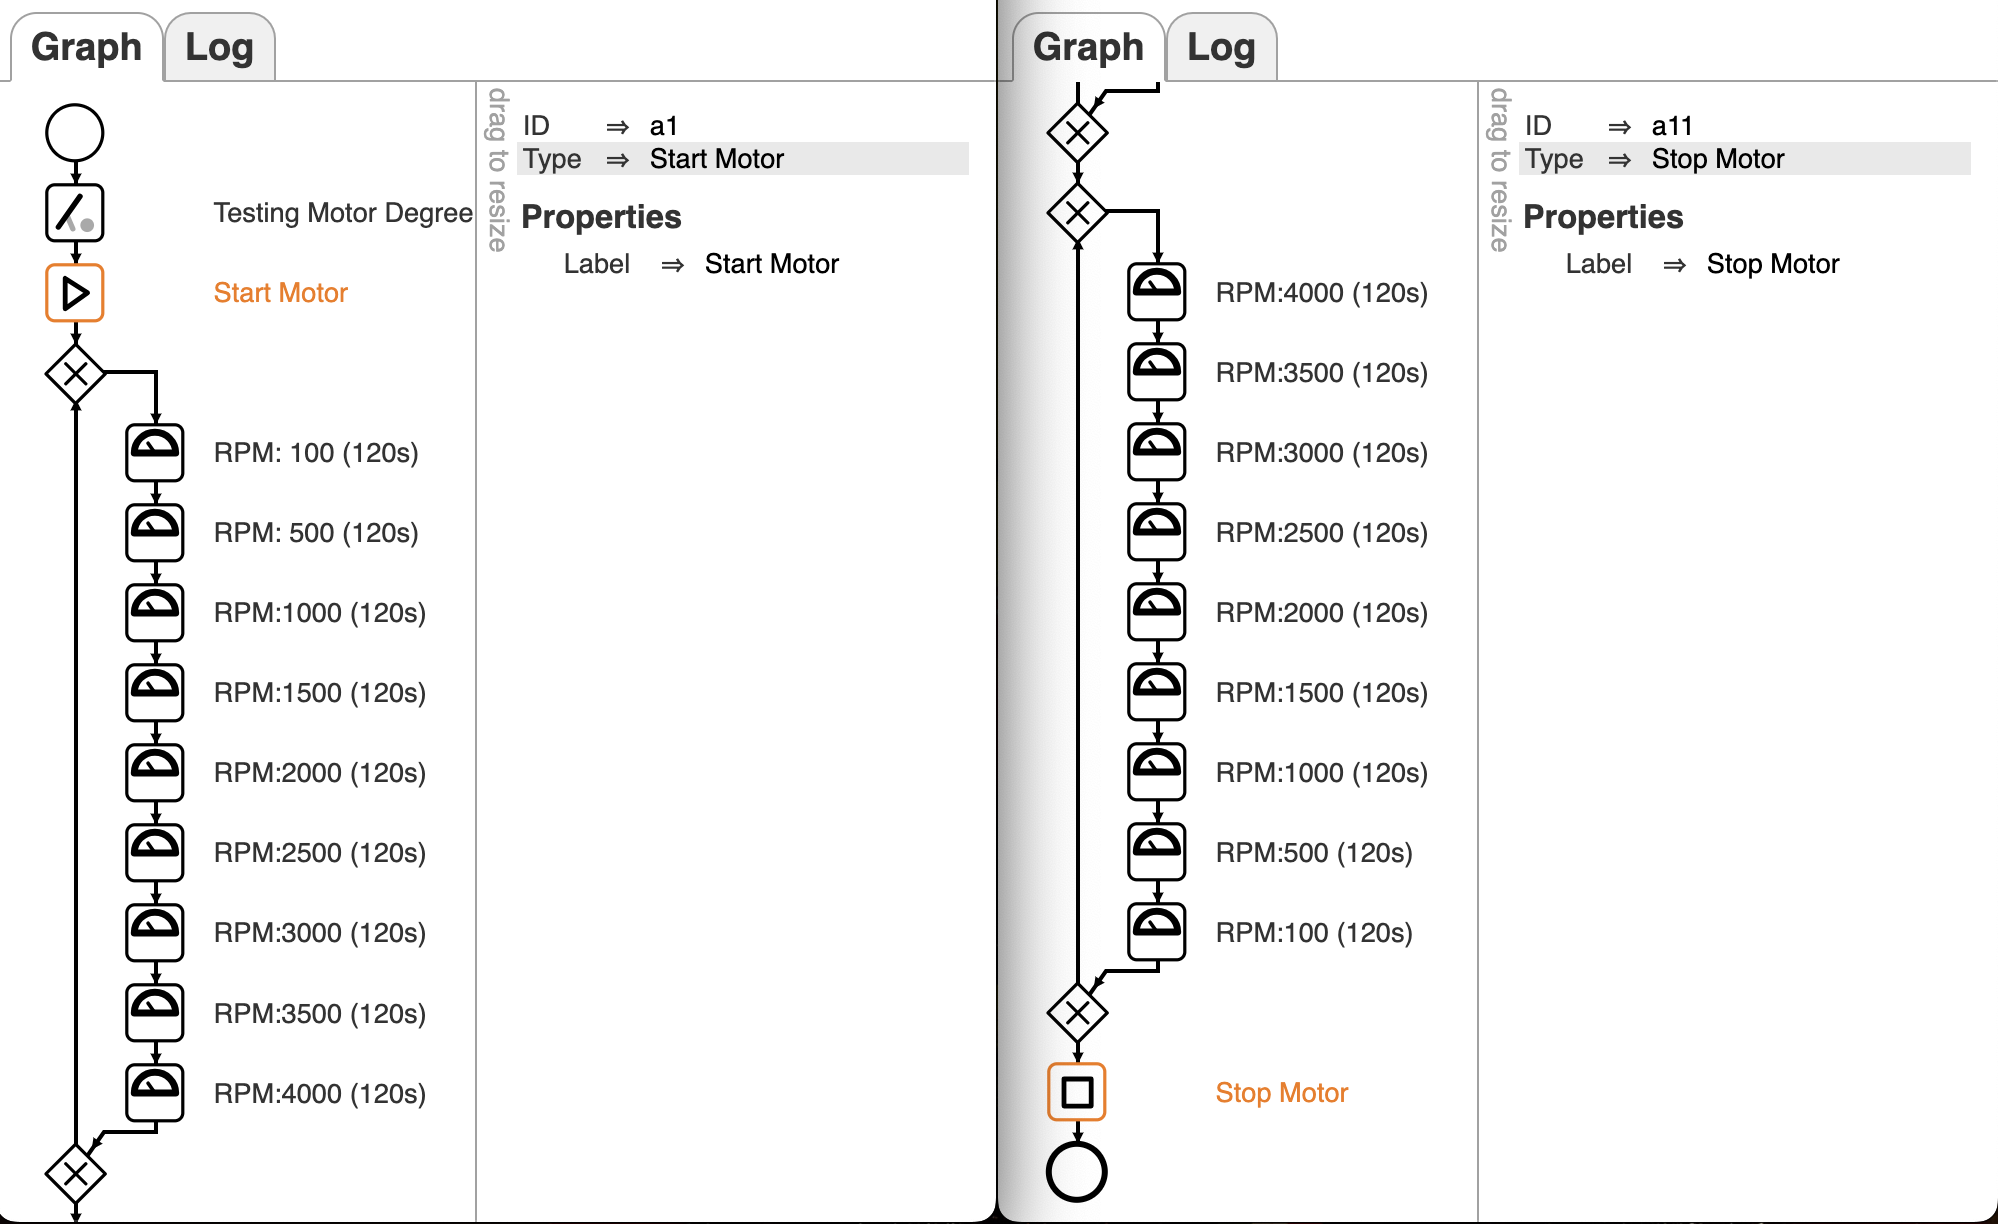 Graph Log
drag to resize
ID ⇒ a1
Type ⇒ Start Motor
Properties
Label ⇒ Start Motor
Testing Motor Degree
Start Motor
RPM: 100 (120s)
RPM: 500 (120s)
RPM:1000 (120s)
RPM:1500 (120s)
RPM:2000 (120s)
RPM:2500 (120s)
RPM:3000 (120s)
RPM:3500 (120s)
RPM:4000 (120s)
Graph Log
drag to resize
ID ⇒ a11
Type ⇒ Stop Motor
Properties
Label ⇒ Stop Motor
RPM:4000 (120s)
RPM:3500 (120s)
RPM:3000 (120s)
RPM:2500 (120s)
RPM:2000 (120s)
RPM:1500 (120s)
RPM:1000 (120s)
RPM:500 (120s)
RPM:100 (120s)
Stop Motor